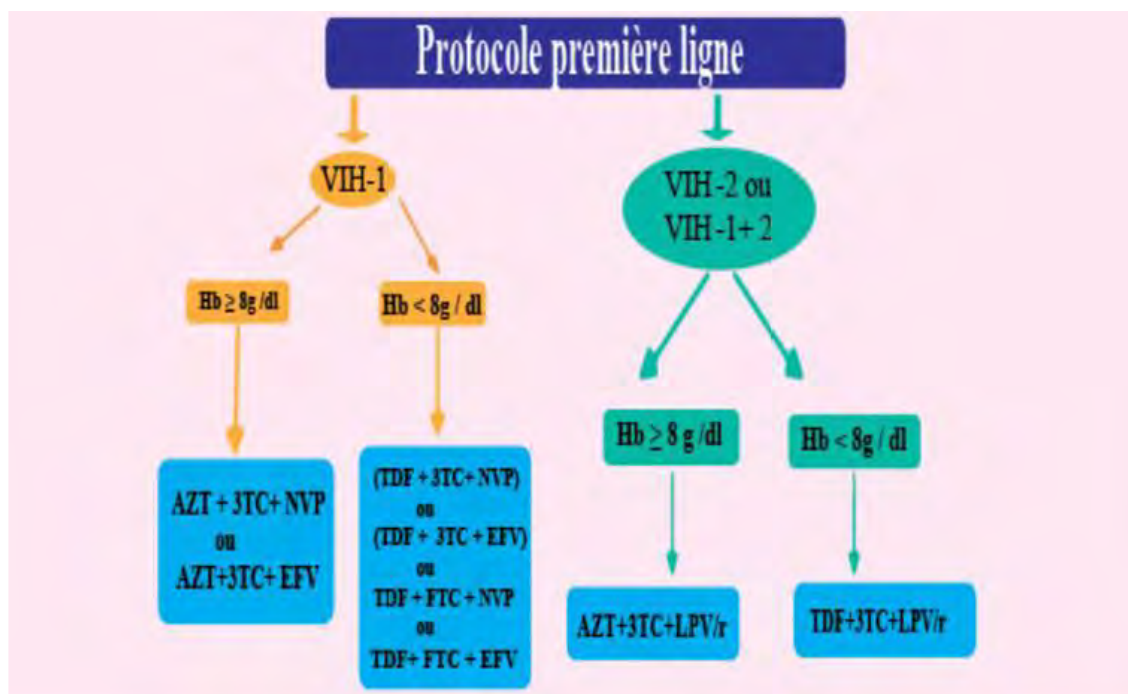 Protocole première ligne
VIH-1
VIH-2 ou
VIH-1+2
Hb ≥ 8g /dl
Hb < 8g / dl
Hb ≥ 8 g /dl
Hb < 8g / dl
AZT + 3TC+ NVP
ou
AZT+3TC+ EFV
(TDF + 3TC+ NVP)
ou
(TDF + 3TC + EFV)
ou
TDF + FTC + NVP
ou
TDF+ FTC + EFV
AZT+3TC+LPV/r
TDF+3TC+LPV/r